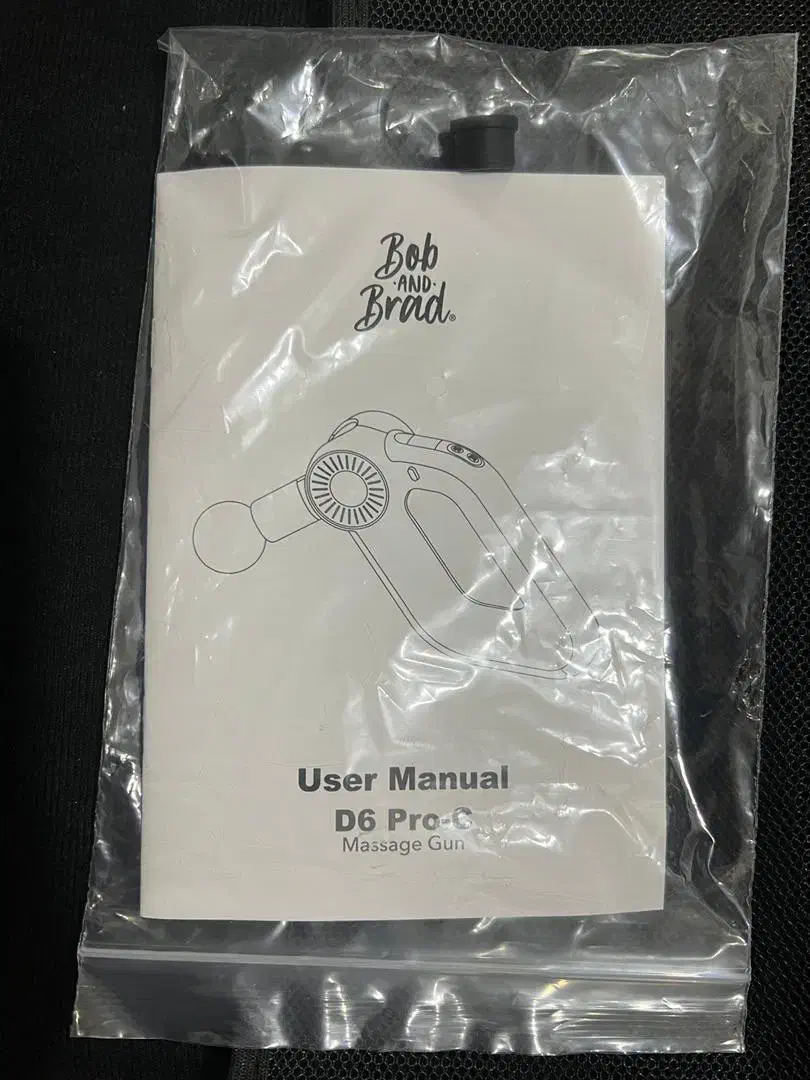 Bob
·AND·
Brad®
User Manual
D6 Pro-C
Massage Gun